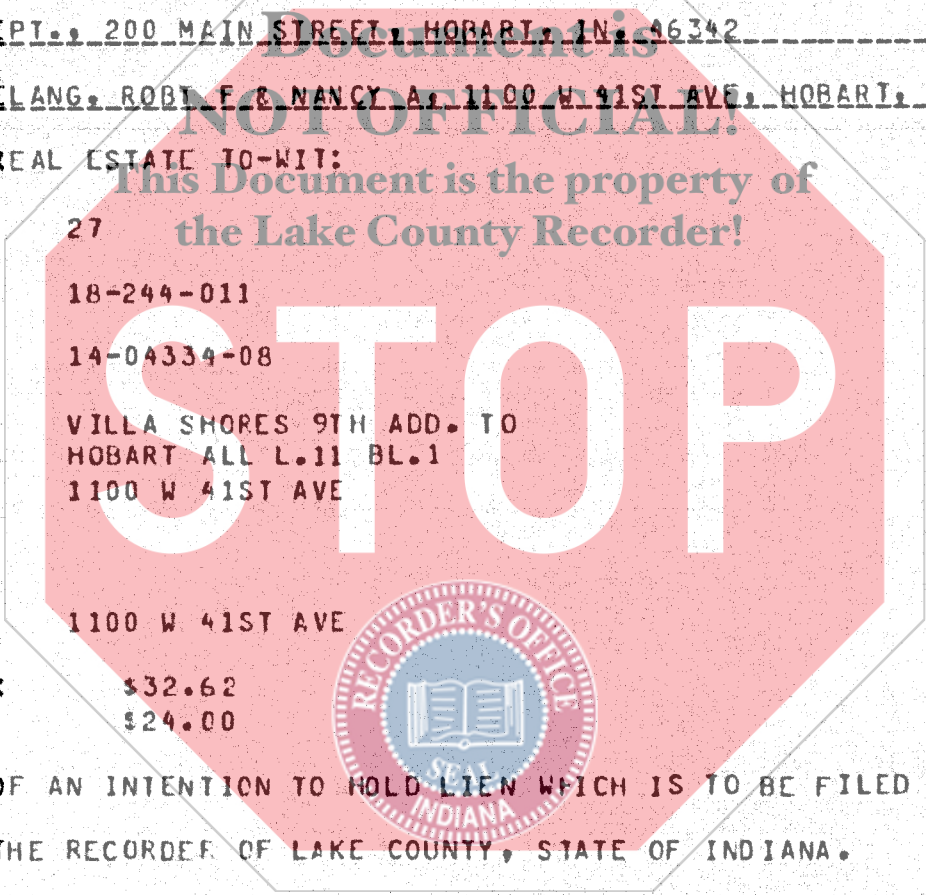 EPT., 200 MAIN STREET, HOBART, IN. 46342
Document is
ELANG, ROBT F & NANCY A, 1100 W 41ST AVE, HOBART,
NOT OFFICIAL!
REAL ESTATE TO-WIT:
This Document is the property of
27
the Lake County Recorder!
18-244-011
STOP
14-04334-08
VILLA SHORES 9TH ADD. TO
HOBART ALL L.11 BL.1
1100 W 41ST AVE
1100 W 41ST AVE
RECORDER'S OFFICE
$32.62
$24.00
SEAL
INDIANA
OF AN INTENTION TO HOLD LIEN WHICH IS TO BE FILED
THE RECORDER OF LAKE COUNTY, STATE OF INDIANA.